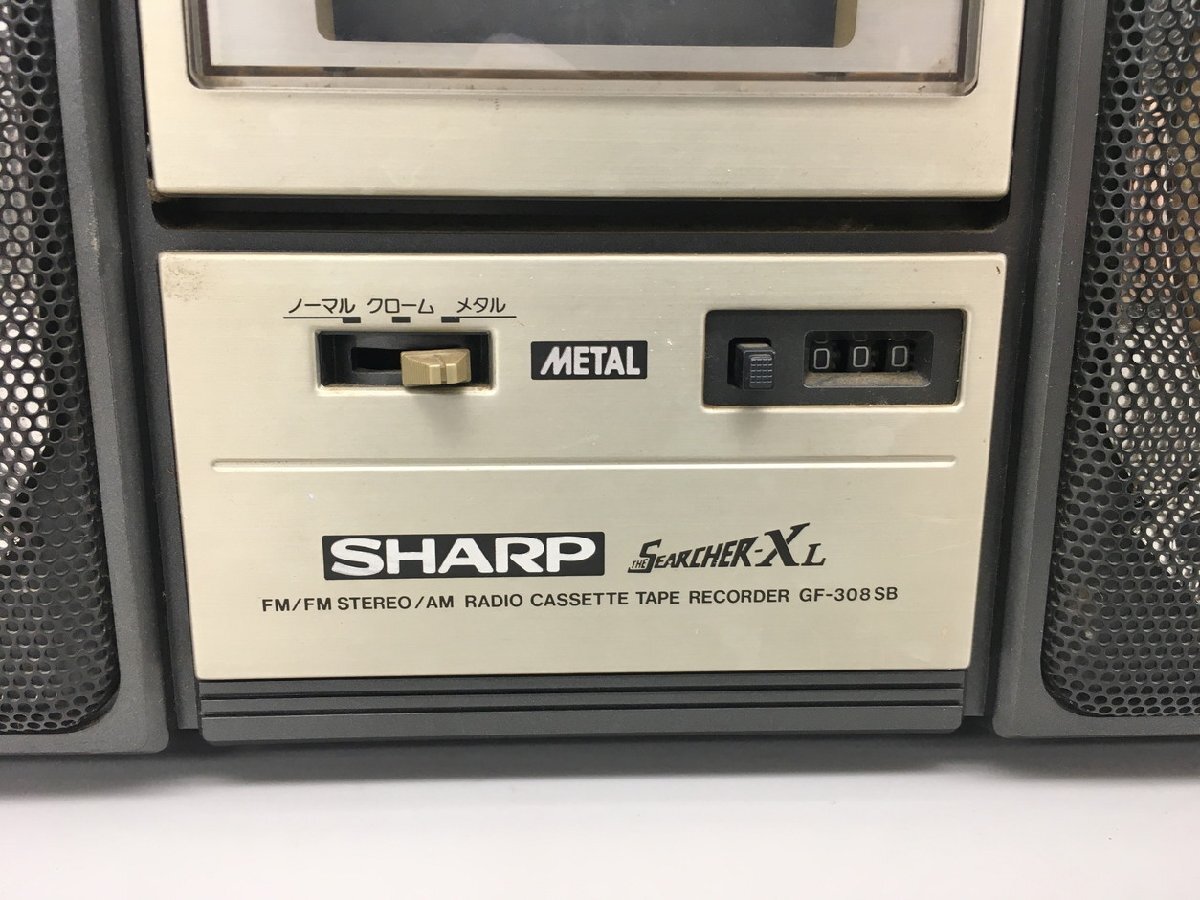 ノーマル クローム メタル
METAL
000
SHARP THE SEARCHER-XL
FM/FM STEREO/AM RADIO CASSETTE TAPE RECORDER GF-308SB